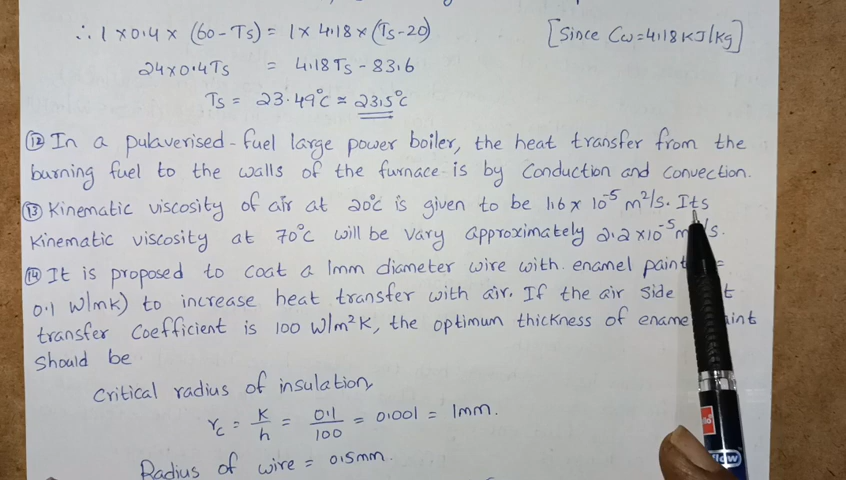 ∴ 1 × 0.4 × (60 - Ts) = 1 × 4.18 × (Ts - 20) [Since Cw = 4.18 KJ/Kg]
24 × 0.4Ts = 4.18Ts - 83.6
Ts = 23.49°C ≈ 23.5°C
⑫ In a pulaverised - fuel large power boiler, the heat transfer from the
burning fuel to the walls of the furnace is by Conduction and Convection.
⑬ Kinematic viscosity of air at 20°C is given to be 1.6 × 10⁻⁵ m²/s. Its
Kinematic viscosity at 70°C will be vary approximately 2.2 × 10⁻⁵ m²/s.
⑭ It is proposed to coat a 1mm diameter wire with enamel paint =
0.1 W/mk) to increase heat transfer with air. If the air side
transfer Coefficient is 100 W/m²K, the optimum thickness of
Should be
Critical radius of insulation,
rc = K/h = 0.1/100 = 0.001 = 1mm.
Radius of wire = 0.5mm.
flow